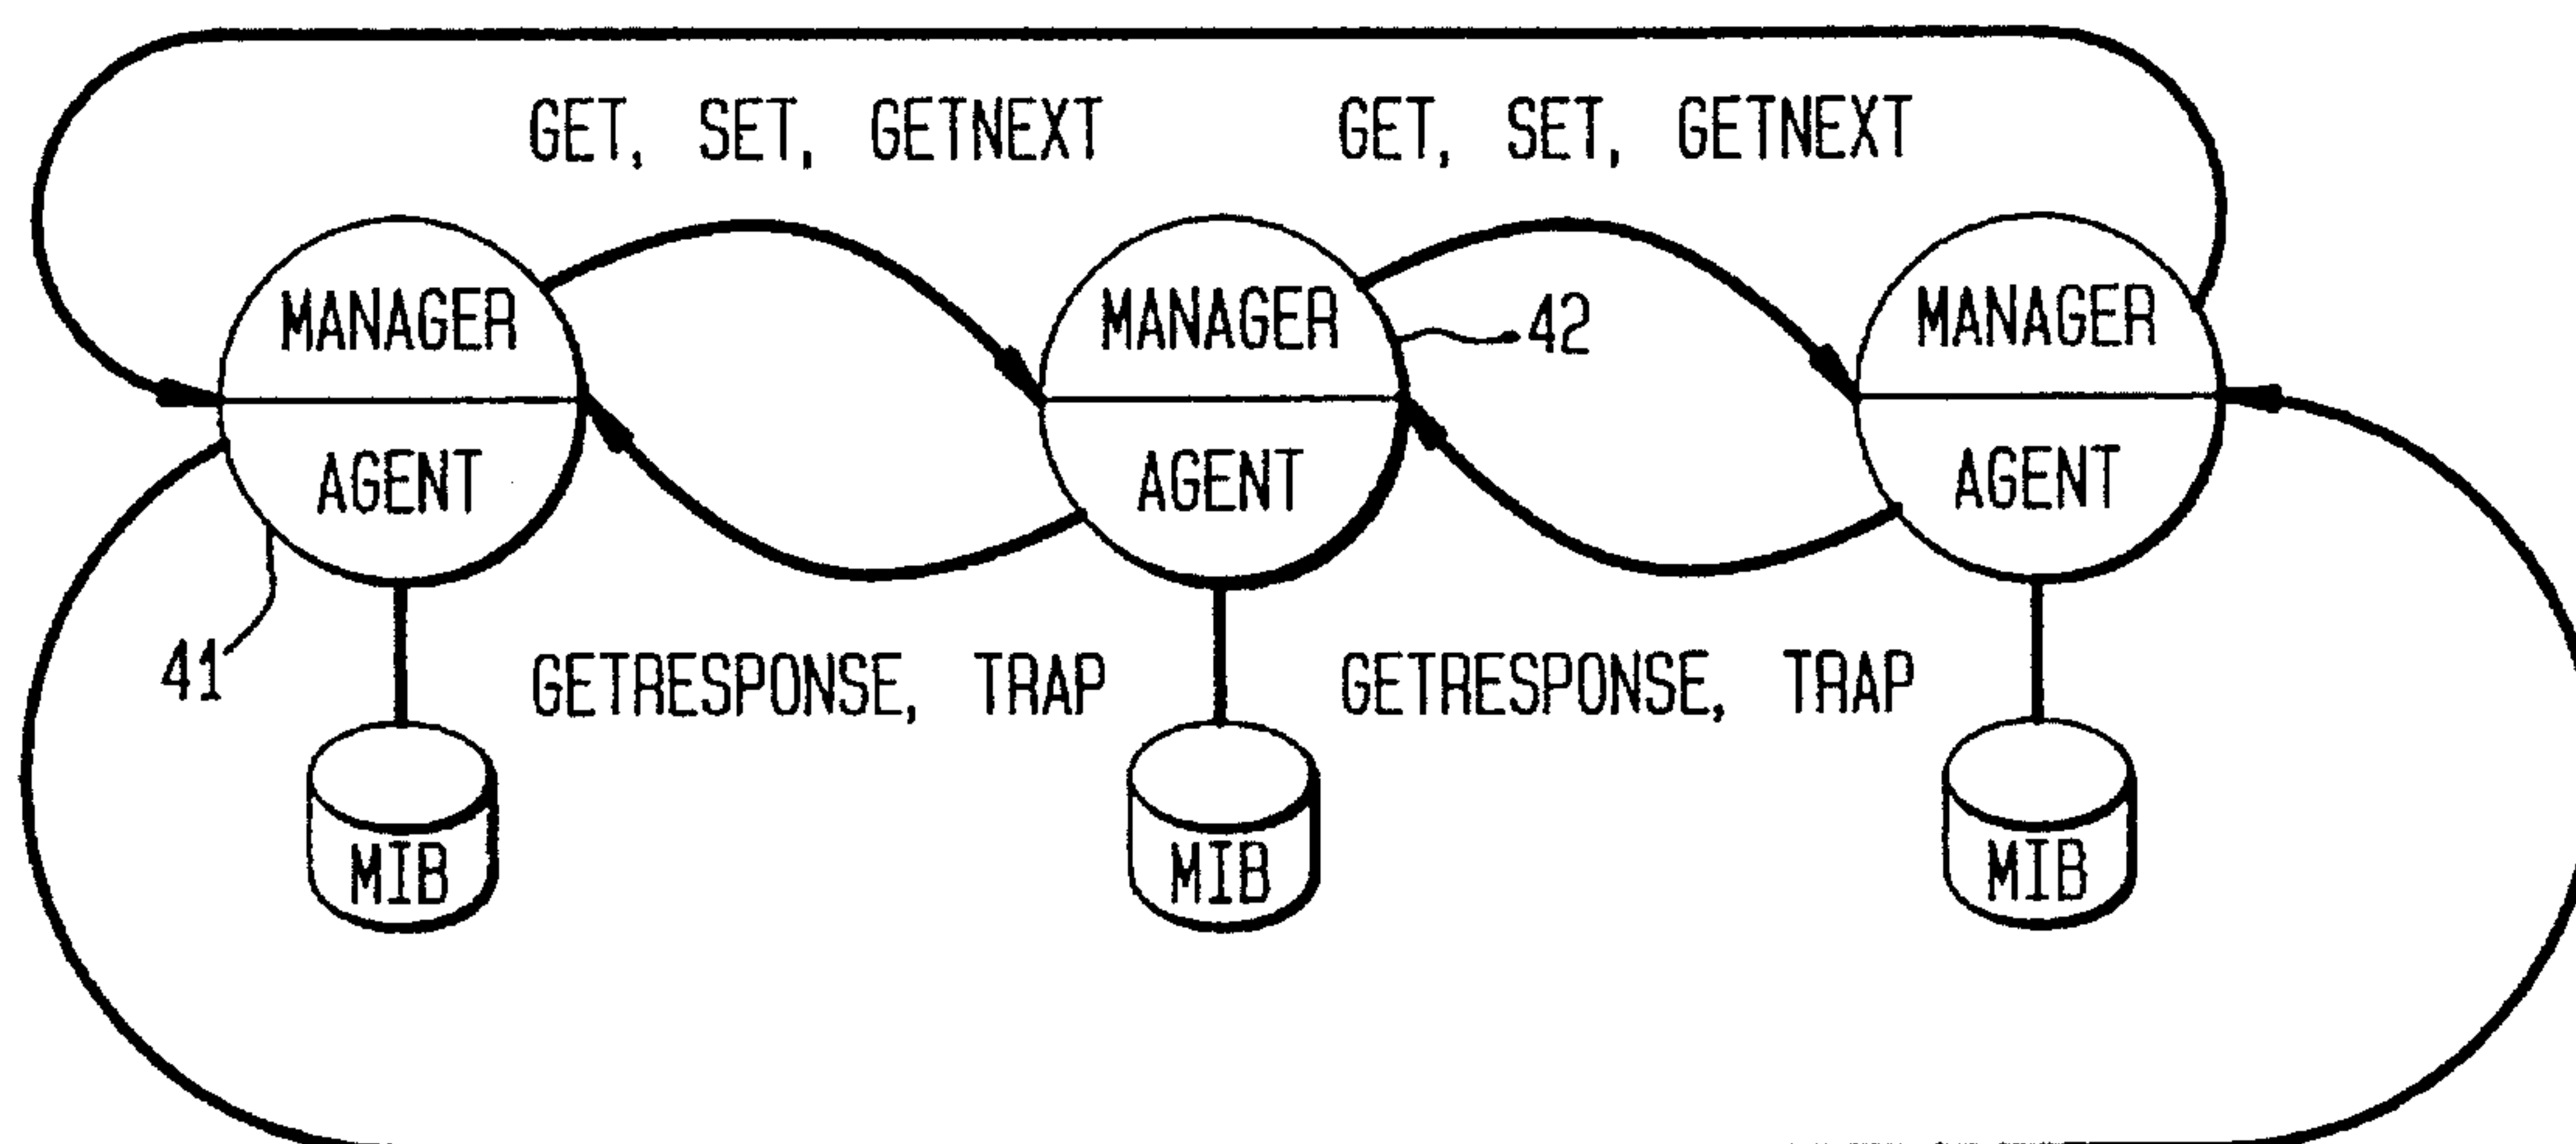 GET, SET, GETNEXT GET, SET, GETNEXT
MANAGER MANAGER 42 MANAGER
AGENT AGENT AGENT
41 GETRESPONSE, TRAP GETRESPONSE, TRAP
MIB MIB MIB